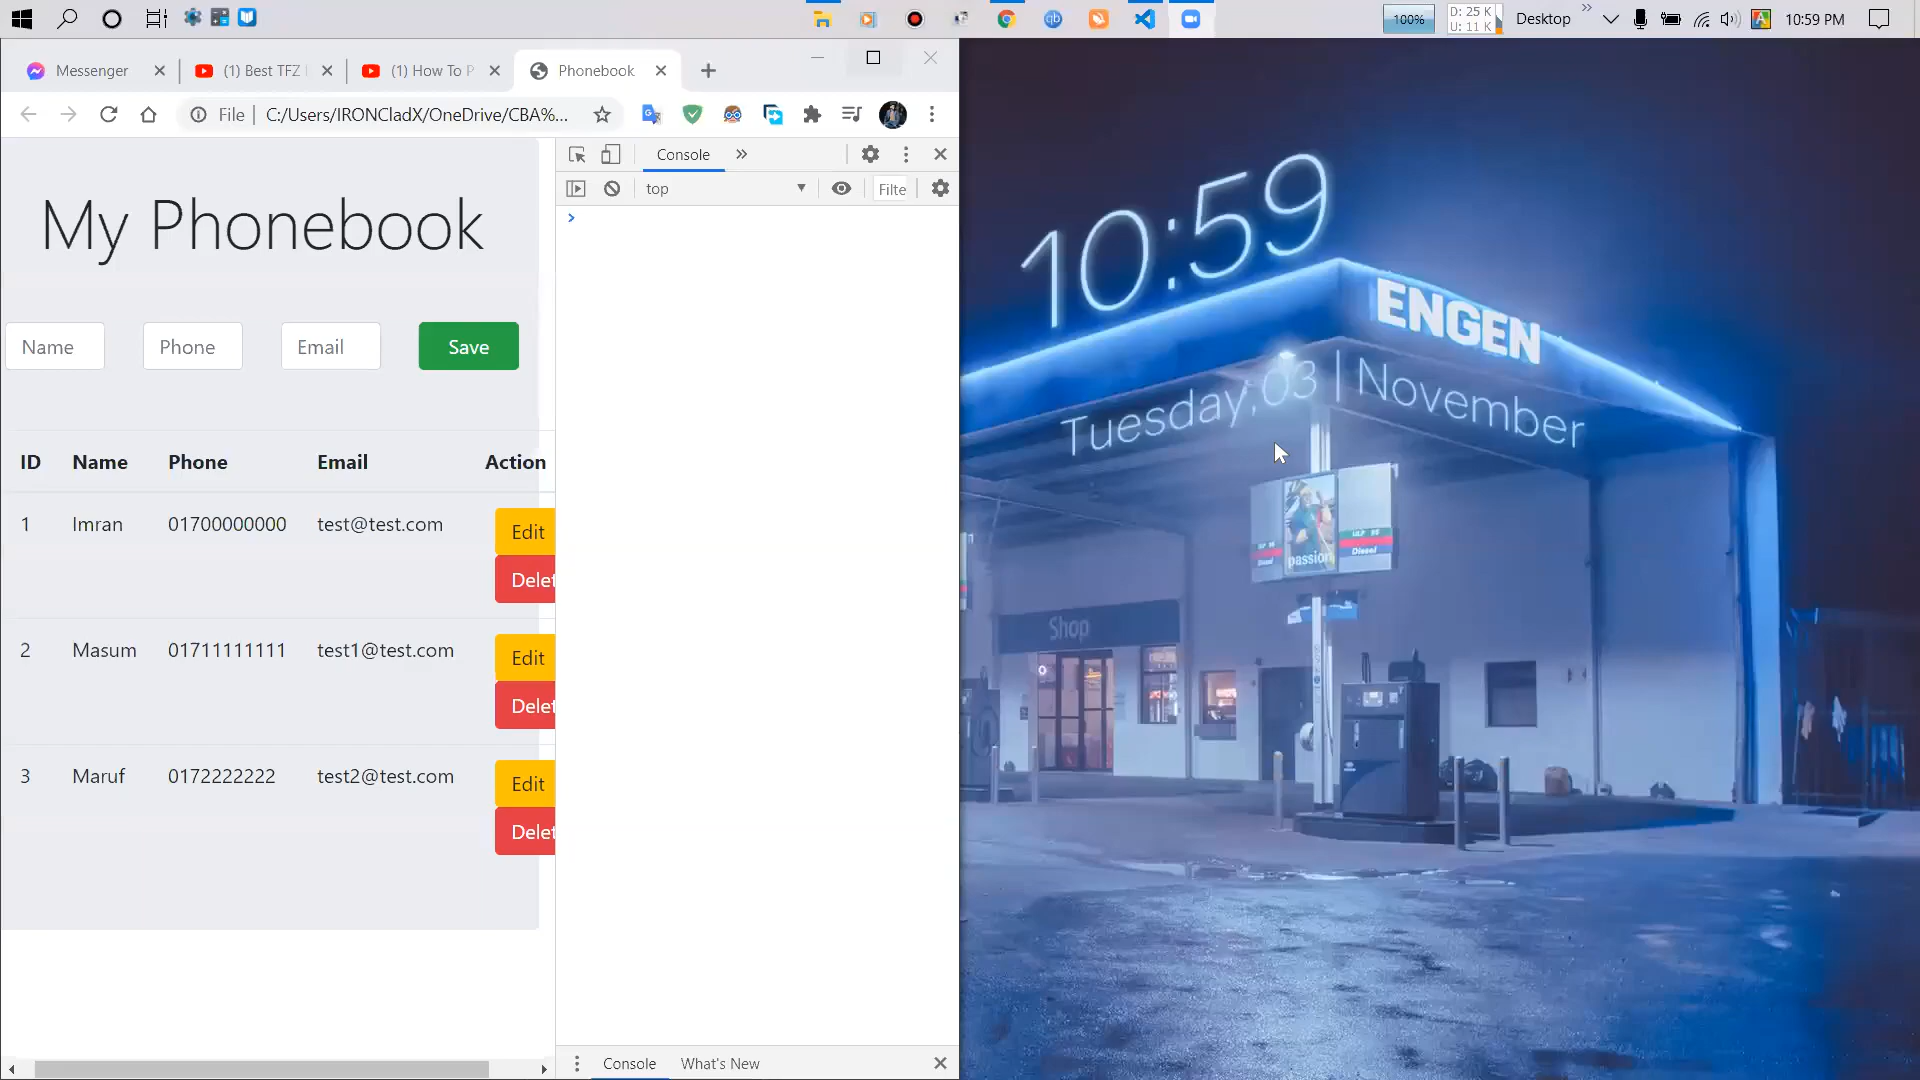 100%
D: 25 K
U: 11 K
Desktop
10:59 PM
Messenger
(1) Best TFZ
(1) How To P
Phonebook
File
C:/Users/IRONCladX/OneDrive/CBA%...
Console
top
Filte
My Phonebook
Name
Phone
Email
Save
ID Name Phone Email Action
1 Imran 01700000000 test@test.com
Edit
Delet
2 Masum 01711111111 test1@test.com
Edit
Delet
3 Maruf 0172222222 test2@test.com
Edit
Delet
Console
What's New
10:59
ENGEN
Tuesday,03 | November
passion
Diesel
Diesel
Shop